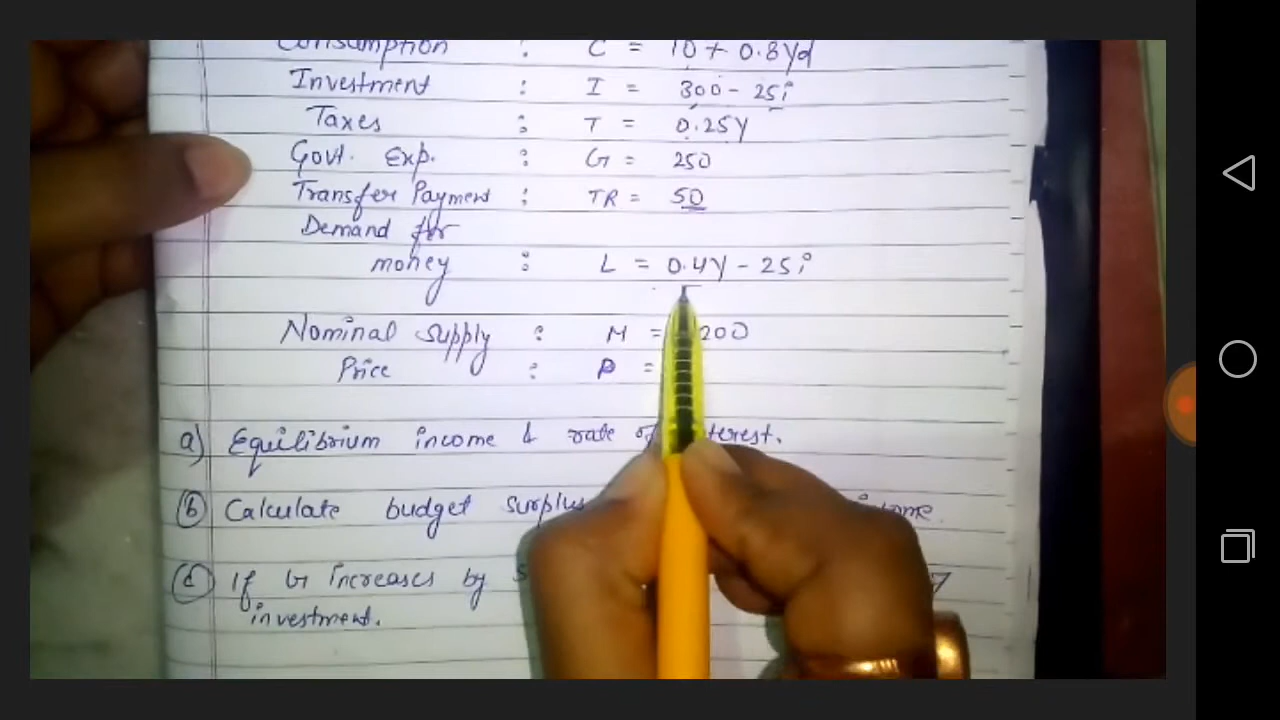 Consumption : C = 10 + 0.8Yd
Investment : I = 300 - 25i
Taxes : T = 0.25Y
Govt. Exp. : G = 250
Transfer Payment : TR = 50
Demand for
money : L = 0.4Y - 25i
Nominal supply : M = 200
Price : P =
a) Equilibrium income & rate of terest.
(b) Calculate budget surplus
If G increases by
investment.